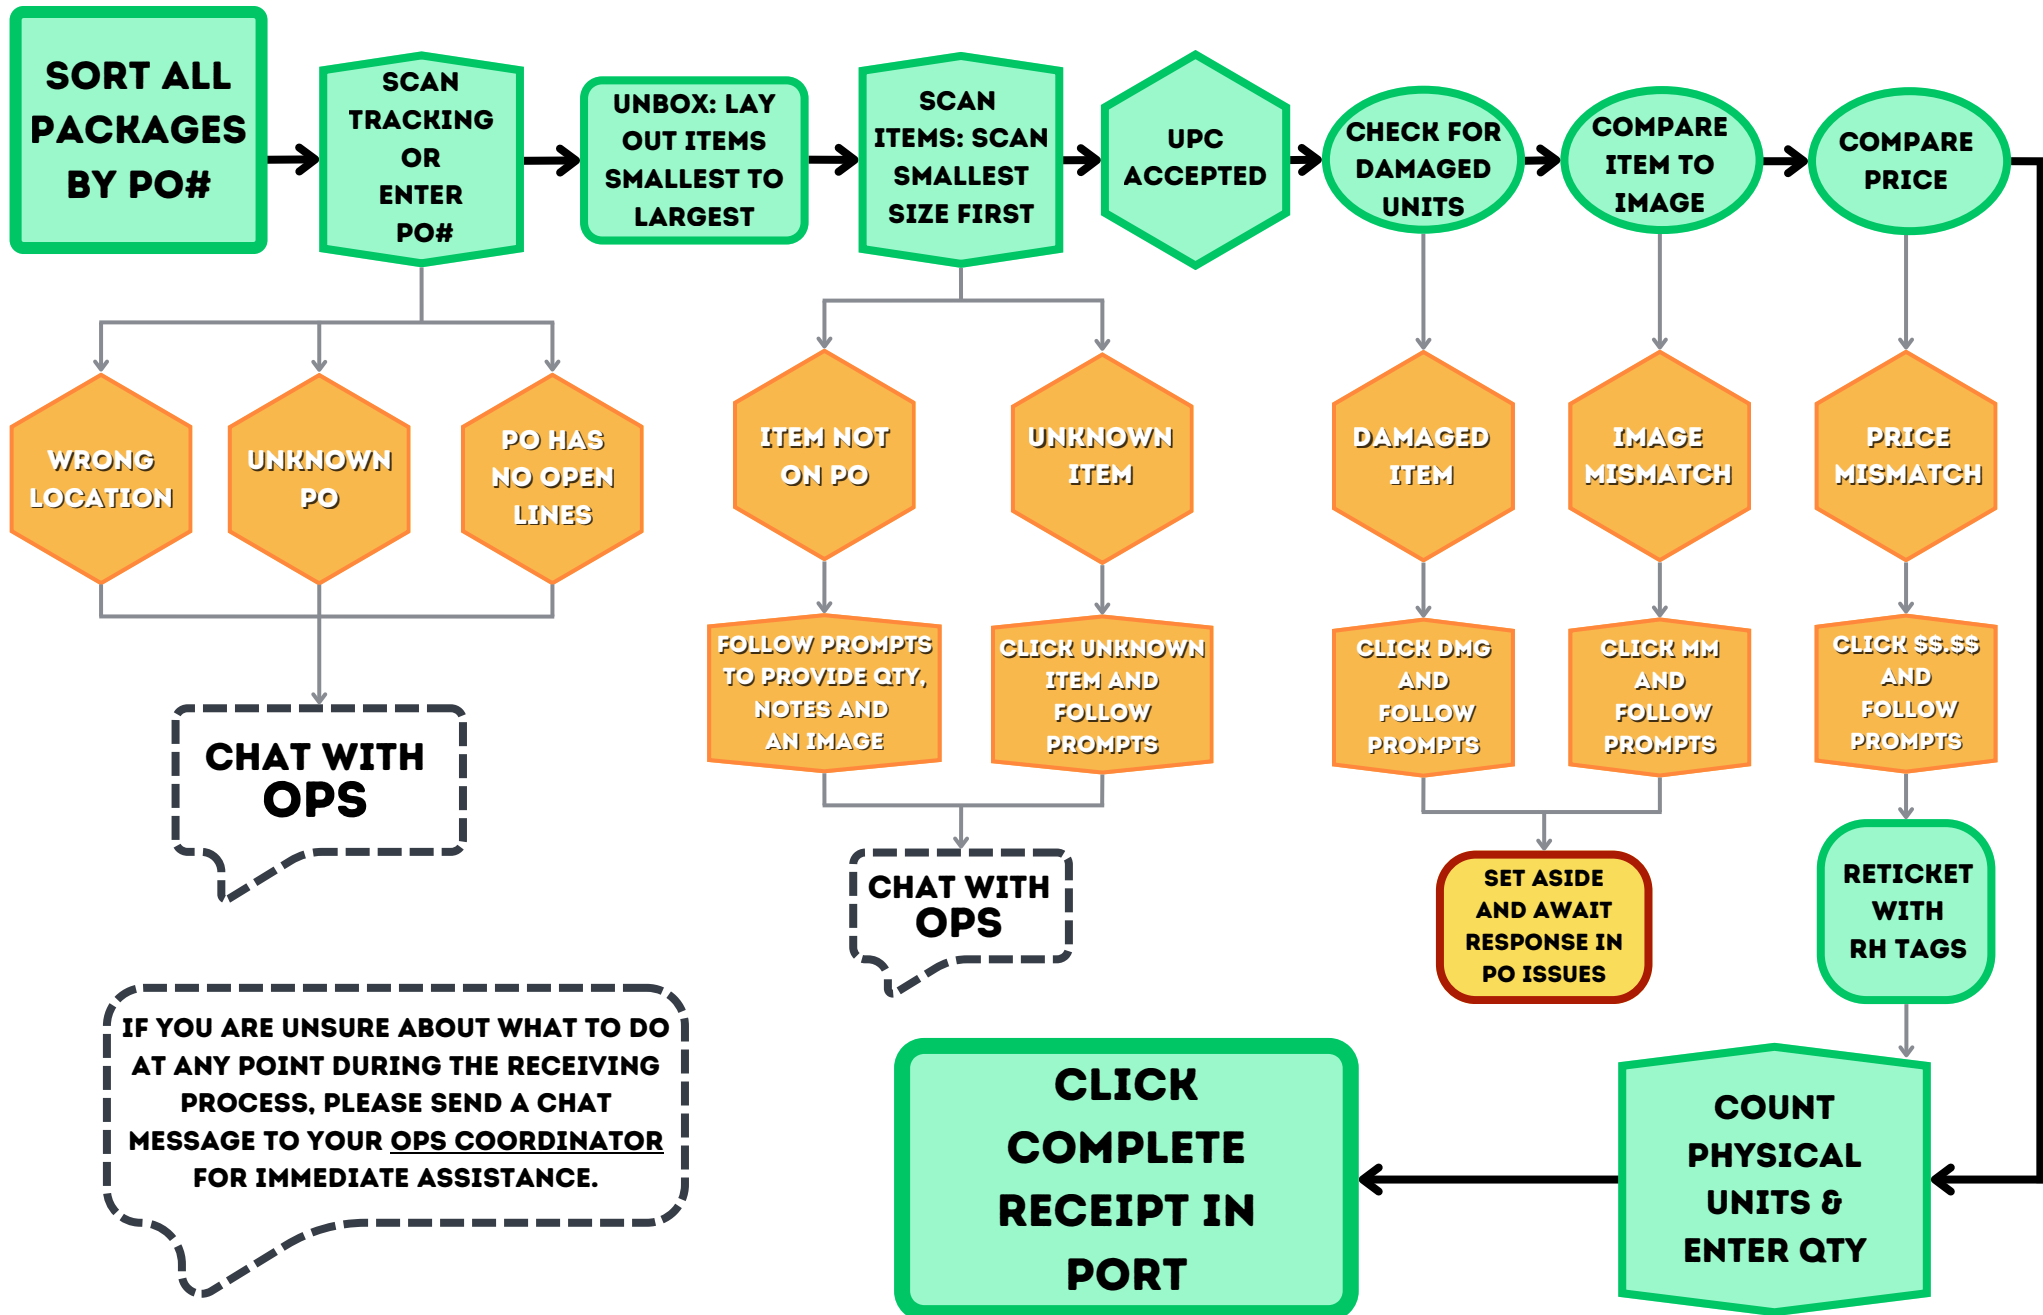 SORT ALL
PACKAGES
BY PO#
SCAN
TRACKING
OR
ENTER
PO#
UNBOX: LAY
OUT ITEMS
SMALLEST TO
LARGEST
SCAN
ITEMS: SCAN
SMALLEST
SIZE FIRST
UPC
ACCEPTED
CHECK FOR
DAMAGED
UNITS
COMPARE
ITEM TO
IMAGE
COMPARE
PRICE
WRONG
LOCATION
UNKNOWN
PO
PO HAS
NO OPEN
LINES
ITEM NOT
ON PO
UNKNOWN
ITEM
DAMAGED
ITEM
IMAGE
MISMATCH
PRICE
MISMATCH
FOLLOW PROMPTS
TO PROVIDE QTY,
NOTES AND
AN IMAGE
CLICK UNKNOWN
ITEM AND
FOLLOW
PROMPTS
CLICK DMG
AND
FOLLOW
PROMPTS
CLICK MM
AND
FOLLOW
PROMPTS
CLICK $$.$$
AND
FOLLOW
PROMPTS
CHAT WITH
OPS
CHAT WITH
OPS
SET ASIDE
AND AWAIT
RESPONSE IN
PO ISSUES
RETICKET
WITH
RH TAGS
IF YOU ARE UNSURE ABOUT WHAT TO DO
AT ANY POINT DURING THE RECEIVING
PROCESS, PLEASE SEND A CHAT
MESSAGE TO YOUR OPS COORDINATOR
FOR IMMEDIATE ASSISTANCE.
COUNT
PHYSICAL
UNITS &
ENTER QTY
CLICK
COMPLETE
RECEIPT IN
PORT